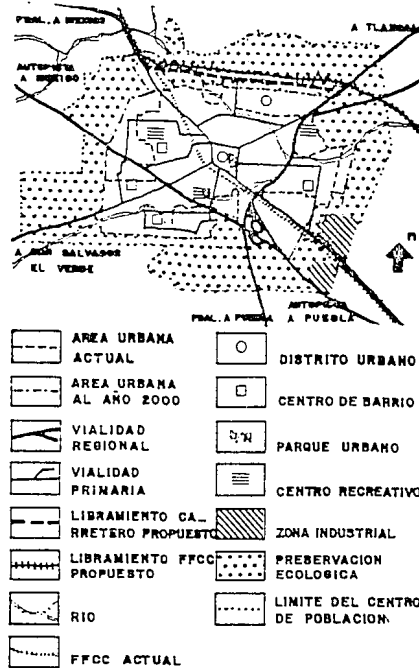 FDAL. A MEXICO
A TLAXCALA
AUTOPISTA
A MEXICO
n
A SAN SALVADOR
EL VERDE
FDAL. A PUEBLA
AUTOPISTA
A PUEBLA
AREA URBANA
ACTUAL
AREA URBANA
AL AÑO 2000
VIALIDAD
REGIONAL
VIALIDAD
PRIMARIA
LIBRAMIENTO CA_
RRETERO PROPUESTO
LIBRAMIENTO FFCC
PROPUESTO
RIO
FFCC ACTUAL
DISTRITO URBANO
CENTRO DE BARRIO
PARQUE URBANO
CENTRO RECREATIVO
ZONA INDUSTRIAL
PRESERVACION
ECOLOGICA
LIMITE DEL CENTRO
DE POBLACION